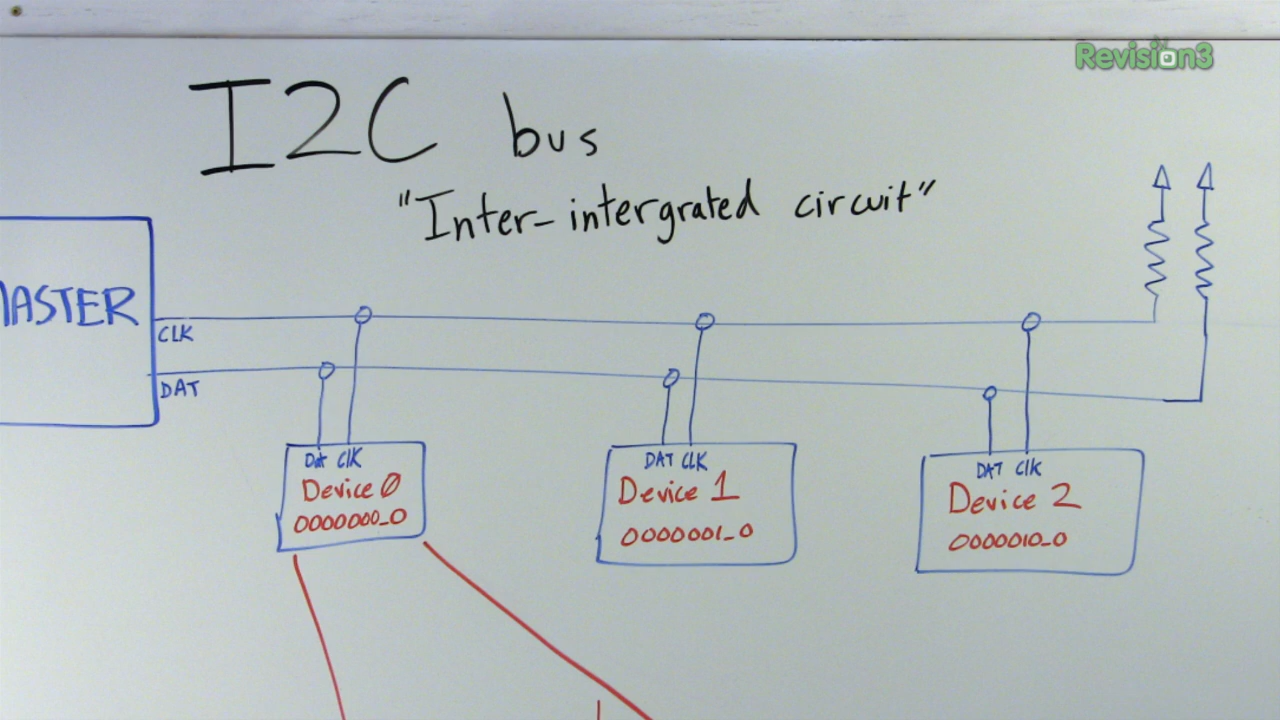 Revision3
I2C bus
"Inter-intergrated circuit"
MASTER
CLK
DAT
Dat ClK
Device 0
0000000_0
DAT CLK
Device 1
0000001_0
DAT ClK
Device 2
0000010_0